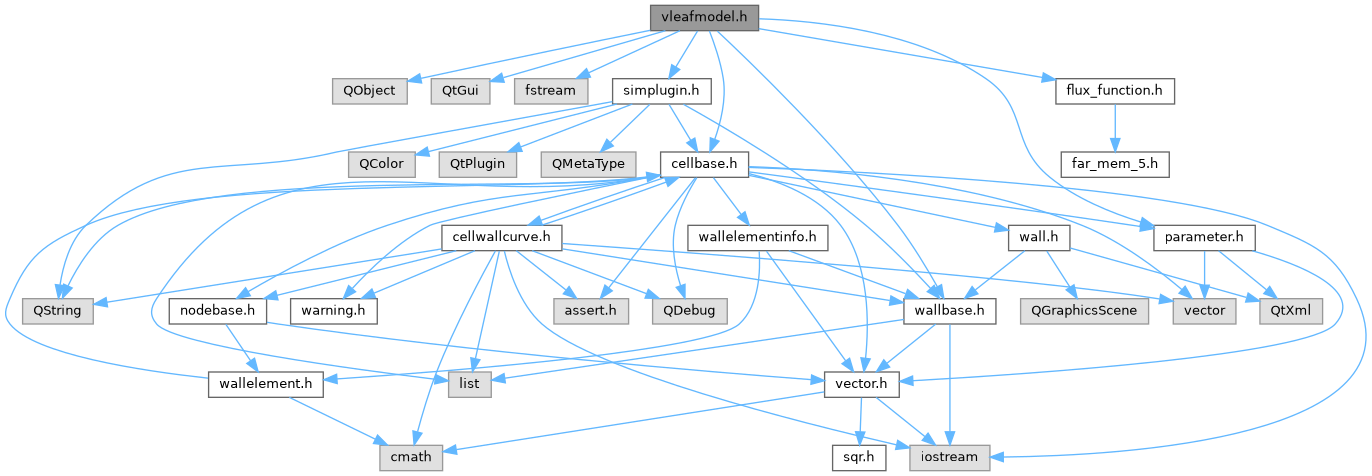 vleafmodel.h
QObject
QtGui
fstream
simplugin.h
flux_function.h
QColor
QtPlugin
QMetaType
cellbase.h
far_mem_5.h
cellwallcurve.h
wallelementinfo.h
wall.h
parameter.h
QString
nodebase.h
warning.h
assert.h
QDebug
wallbase.h
QGraphicsScene
vector
QtXml
wallelement.h
list
vector.h
cmath
sqr.h
iostream